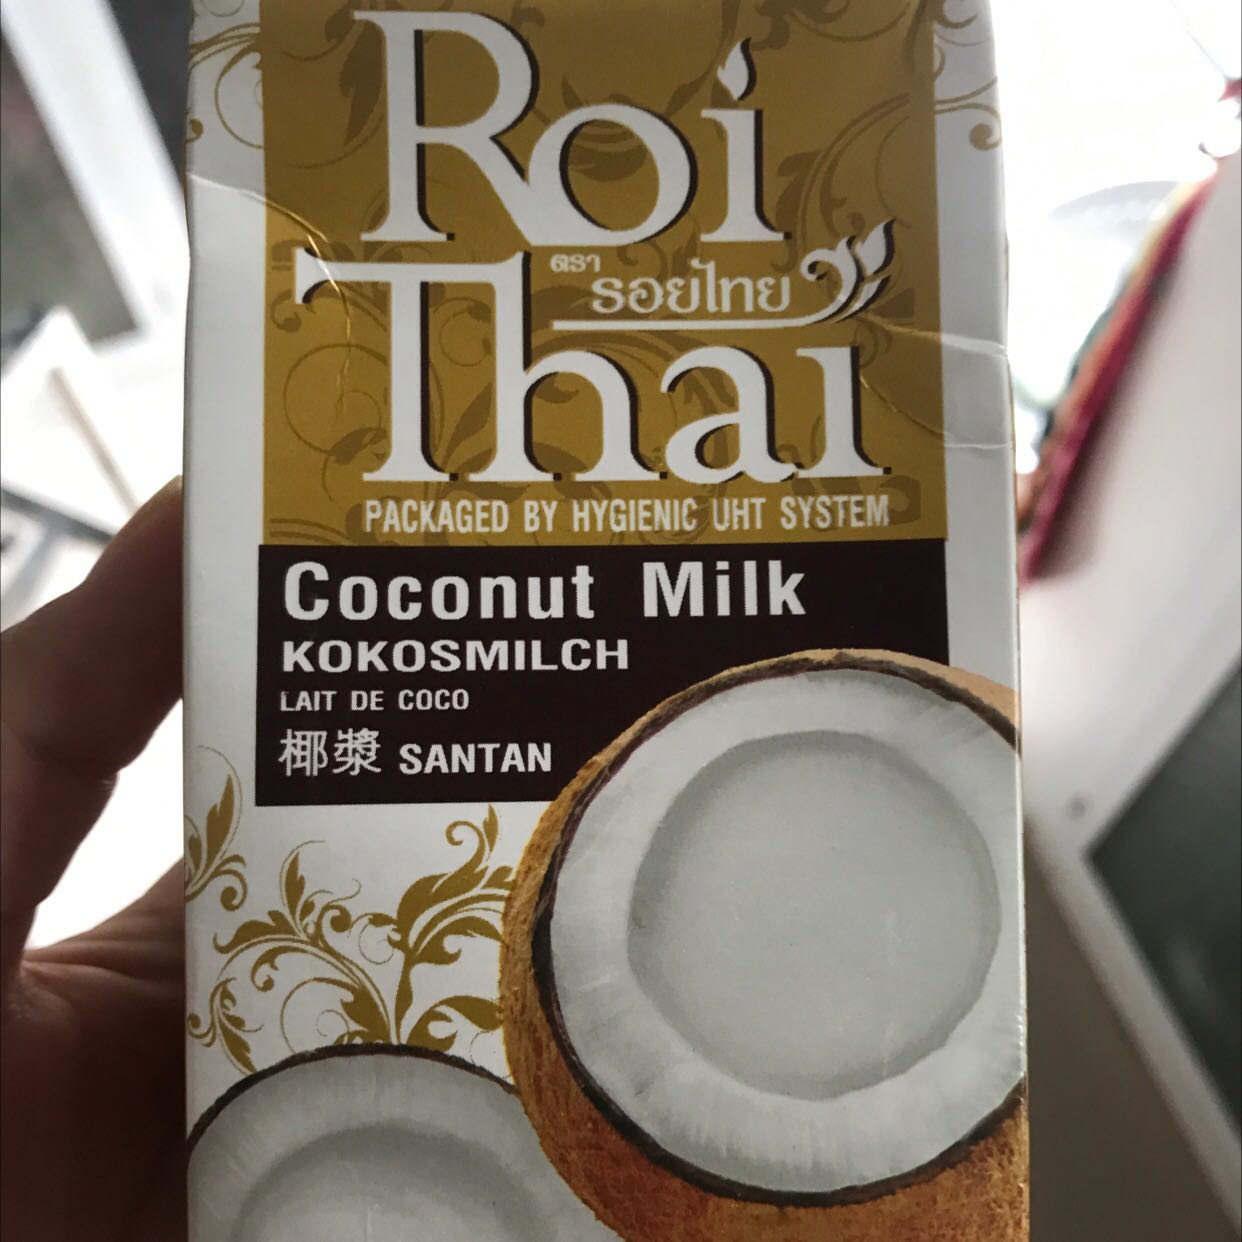 Roi
ตรา
รอยไทย
Thai
PACKAGED BY HYGIENIC UHT SYSTEM
Coconut Milk
KOKOSMILCH
LAIT DE COCO
椰漿 SANTAN